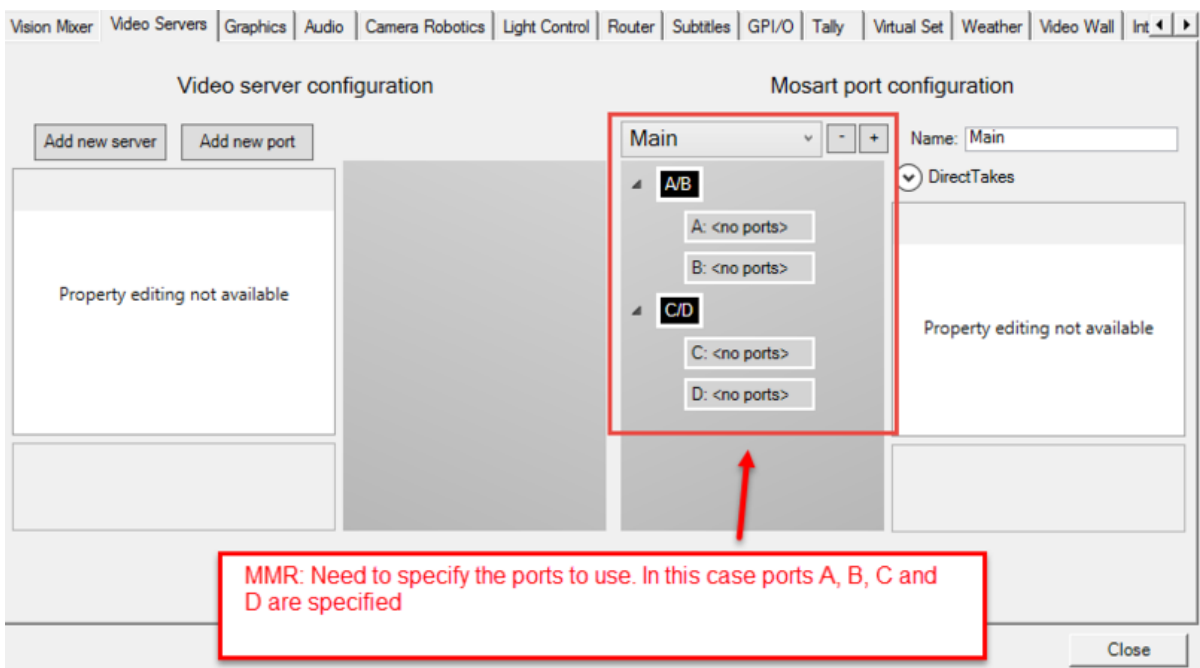 Vision Mixer Video Servers Graphics Audio Camera Robotics Light Control Router Subtitles GPI/O Tally Virtual Set Weather Video Wall Int
Video server configuration
Mosart port configuration
Add new server Add new port
Main - +
Name: Main
DirectTakes
A/B
A: <no ports>
B: <no ports>
C/D
C: <no ports>
D: <no ports>
Property editing not available
Property editing not available
MMR: Need to specify the ports to use. In this case ports A, B, C and
D are specified
Close